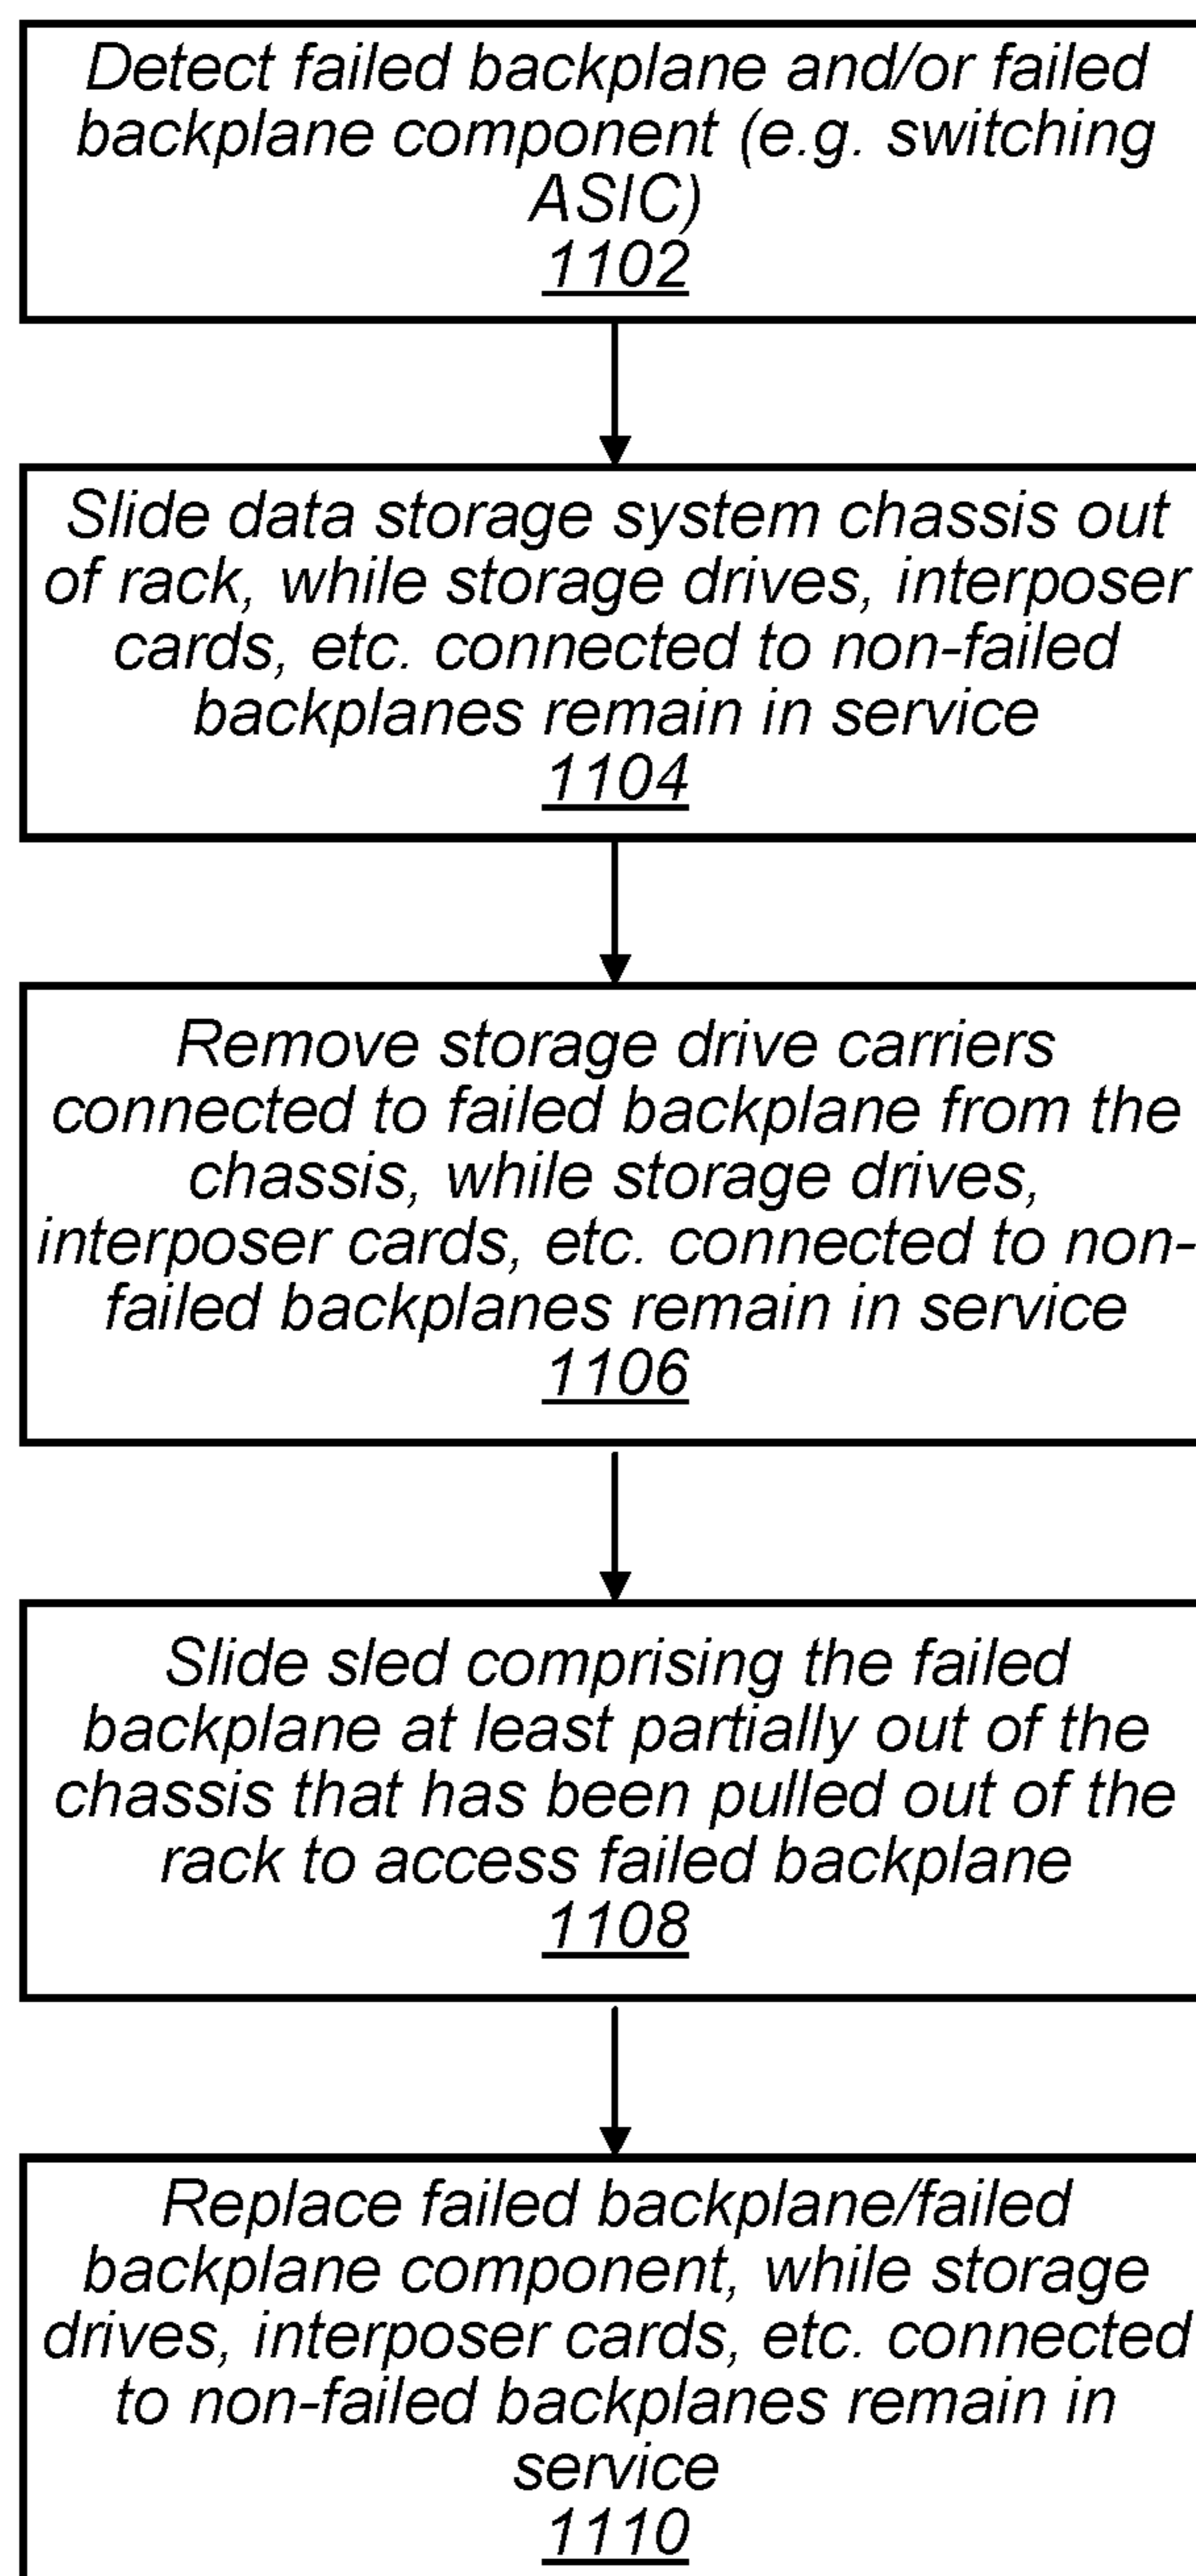 Detect failed backplane and/or failed
backplane component (e.g. switching
ASIC)
1102
Slide data storage system chassis out
of rack, while storage drives, interposer
cards, etc. connected to non-failed
backplanes remain in service
1104
Remove storage drive carriers
connected to failed backplane from the
chassis, while storage drives,
interposer cards, etc. connected to non-
failed backplanes remain in service
1106
Slide sled comprising the failed
backplane at least partially out of the
chassis that has been pulled out of the
rack to access failed backplane
1108
Replace failed backplane/failed
backplane component, while storage
drives, interposer cards, etc. connected
to non-failed backplanes remain in
service
1110